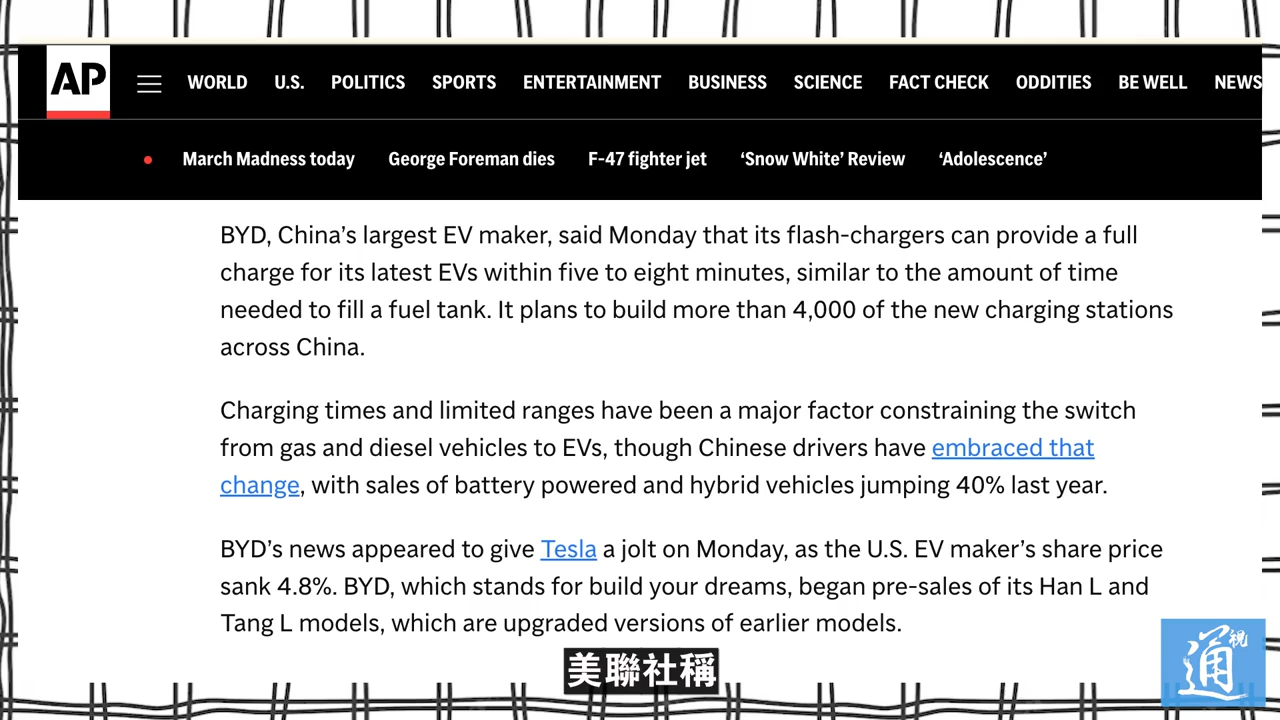 AP
WORLD U.S. POLITICS SPORTS ENTERTAINMENT BUSINESS SCIENCE FACT CHECK ODDITIES BE WELL NEWS
March Madness today George Foreman dies F-47 fighter jet ‘Snow White’ Review ‘Adolescence’
BYD, China’s largest EV maker, said Monday that its flash-chargers can provide a full
charge for its latest EVs within five to eight minutes, similar to the amount of time
needed to fill a fuel tank. It plans to build more than 4,000 of the new charging stations
across China.
Charging times and limited ranges have been a major factor constraining the switch
from gas and diesel vehicles to EVs, though Chinese drivers have embraced that
change, with sales of battery powered and hybrid vehicles jumping 40% last year.
BYD’s news appeared to give Tesla a jolt on Monday, as the U.S. EV maker’s share price
sank 4.8%. BYD, which stands for build your dreams, began pre-sales of its Han L and
Tang L models, which are upgraded versions of earlier models.
美聯社稱
通視